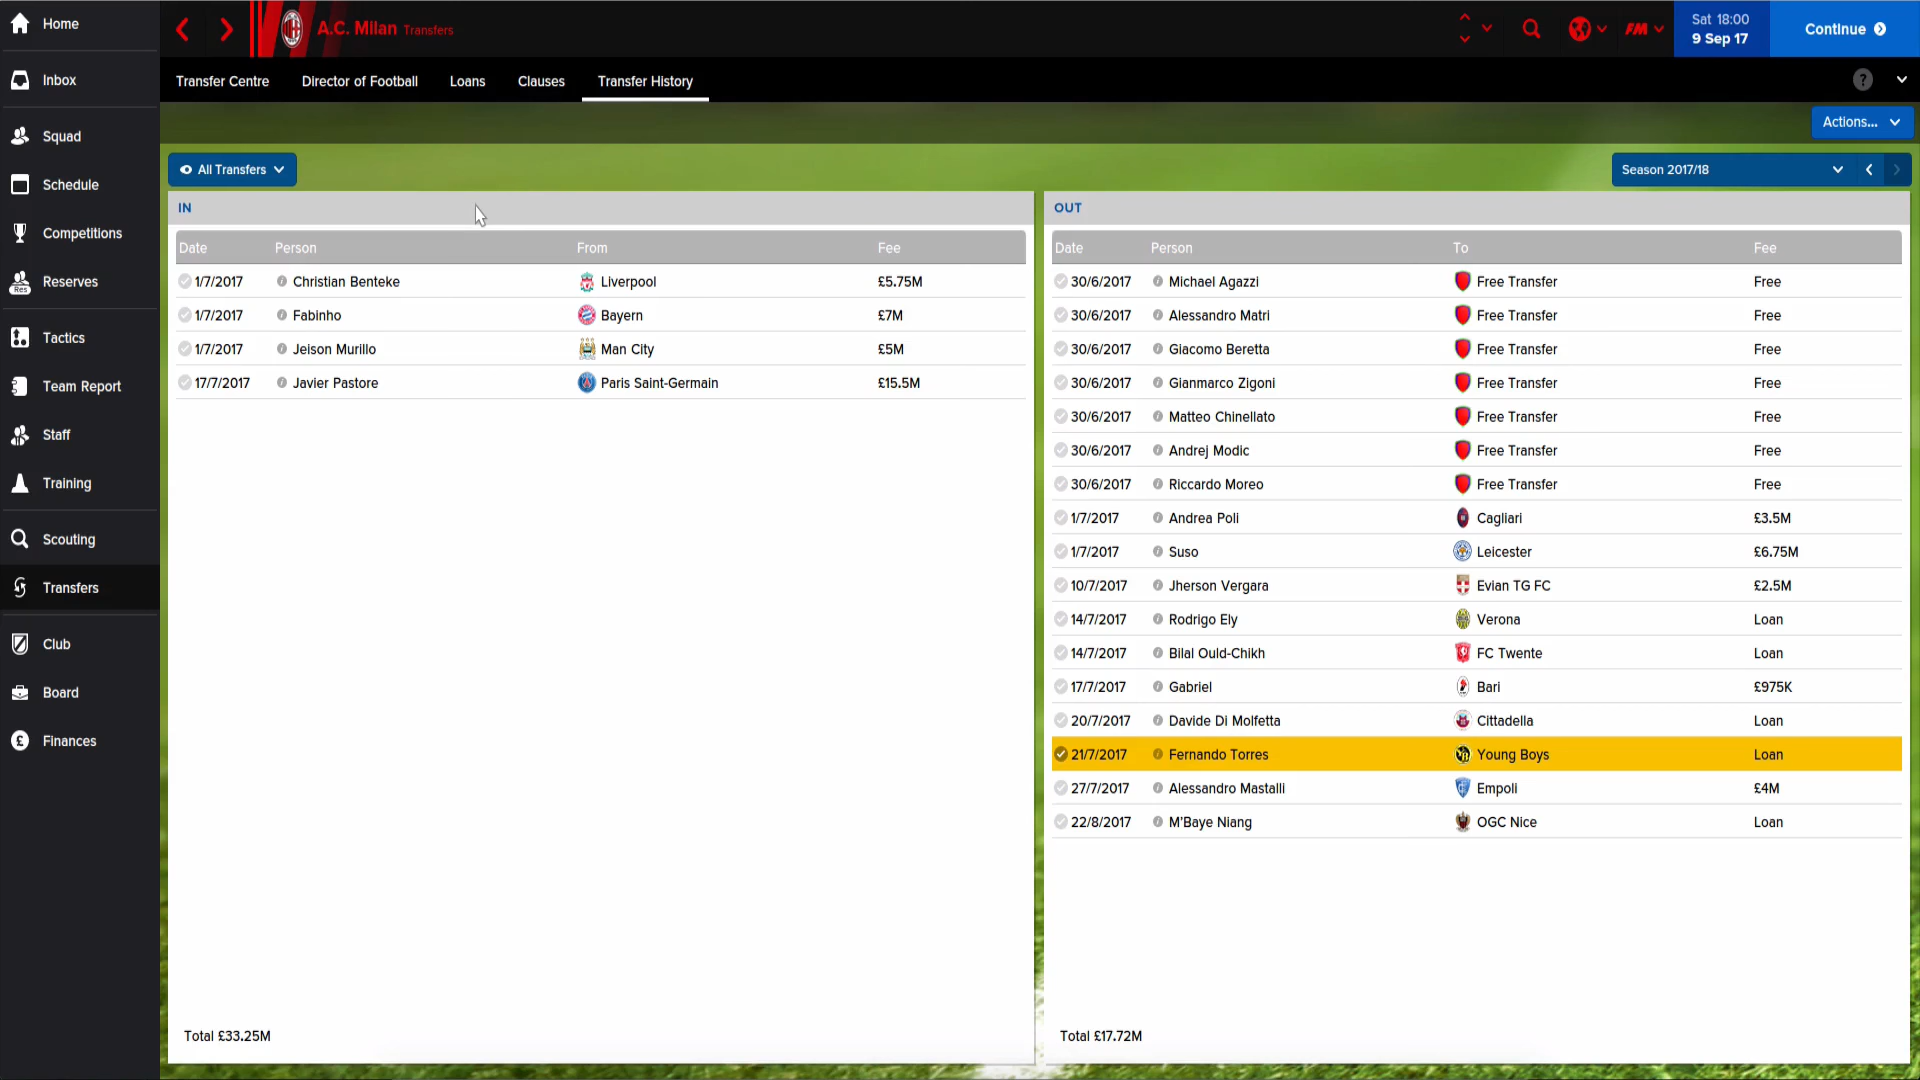 Home
Inbox
Squad
Schedule
Competitions
Res
Reserves
Tactics
Team Report
Staff
Training
Scouting
Transfers
Club
Board
£ Finances
A.C. Milan Transfers
FM
Sat 18:00
9 Sep 17
Continue
Transfer Centre Director of Football Loans Clauses Transfer History
?
Actions...
All Transfers
Season 2017/18
IN
Date Person From Fee
1/7/2017 Christian Benteke Liverpool £5.75M
1/7/2017 Fabinho Bayern £7M
1/7/2017 Jeison Murillo Man City £5M
17/7/2017 Javier Pastore Paris Saint-Germain £15.5M
Total £33.25M
OUT
Date Person To Fee
30/6/2017 Michael Agazzi Free Transfer Free
30/6/2017 Alessandro Matri Free Transfer Free
30/6/2017 Giacomo Beretta Free Transfer Free
30/6/2017 Gianmarco Zigoni Free Transfer Free
30/6/2017 Matteo Chinellato Free Transfer Free
30/6/2017 Andrej Modic Free Transfer Free
30/6/2017 Riccardo Moreo Free Transfer Free
1/7/2017 Andrea Poli Cagliari £3.5M
1/7/2017 Suso Leicester £6.75M
10/7/2017 Jherson Vergara Evian TG FC £2.5M
14/7/2017 Rodrigo Ely Verona Loan
14/7/2017 Bilal Ould-Chikh FC Twente Loan
17/7/2017 Gabriel Bari £975K
20/7/2017 Davide Di Molfetta Cittadella Loan
21/7/2017 Fernando Torres Young Boys Loan
27/7/2017 Alessandro Mastalli Empoli £4M
22/8/2017 M'Baye Niang OGC Nice Loan
Total £17.72M